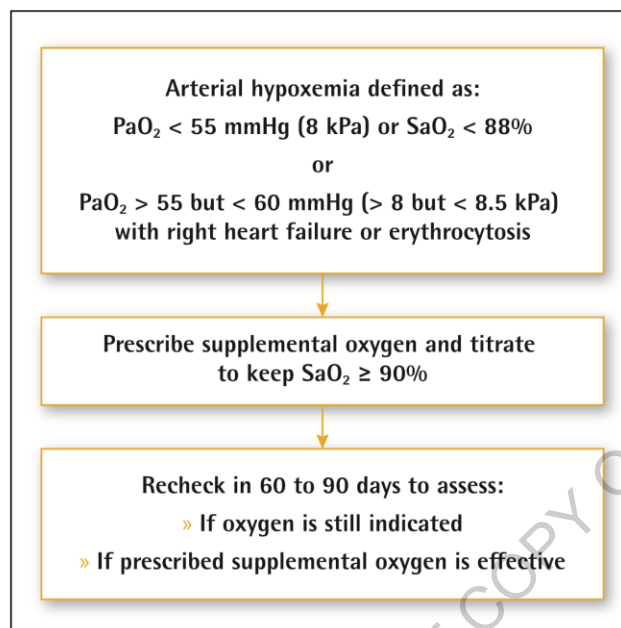 Arterial hypoxemia defined as:
PaO₂ < 55 mmHg (8 kPa) or SaO₂ < 88%
or
PaO₂ > 55 but < 60 mmHg (> 8 but < 8.5 kPa)
with right heart failure or erythrocytosis
Prescribe supplemental oxygen and titrate
to keep SaO₂ ≥ 90%
Recheck in 60 to 90 days to assess:
» If oxygen is still indicated
» If prescribed supplemental oxygen is effective
COPY